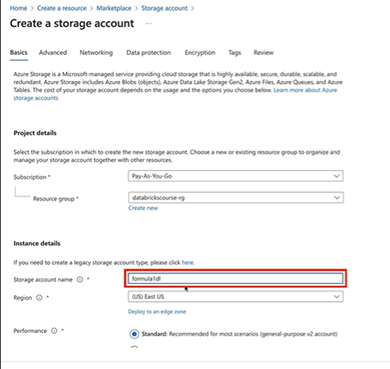 Home > Create a resource > Marketplace > Storage account >
Create a storage account ...
Basics Advanced Networking Data protection Encryption Tags Review
Azure Storage is a Microsoft-managed service providing cloud storage that is highly available, secure, durable, scalable, and
redundant. Azure Storage includes Azure Blobs (objects), Azure Data Lake Storage Gen2, Azure Files, Azure Queues, and Azure
Tables. The cost of your storage account depends on the usage and the options you choose below. Learn more about Azure
storage accounts
Project details
Select the subscription in which to create the new storage account. Choose a new or existing resource group to organize and
manage your storage account together with other resources.
Subscription * Pay-As-You-Go
Resource group * databrickscourse-rg
Create new
Instance details
If you need to create a legacy storage account type, please click here.
Storage account name * formula1dl
Region * (US) East US
Deploy to an edge zone
Performance * Standard: Recommended for most scenarios (general-purpose v2 account)